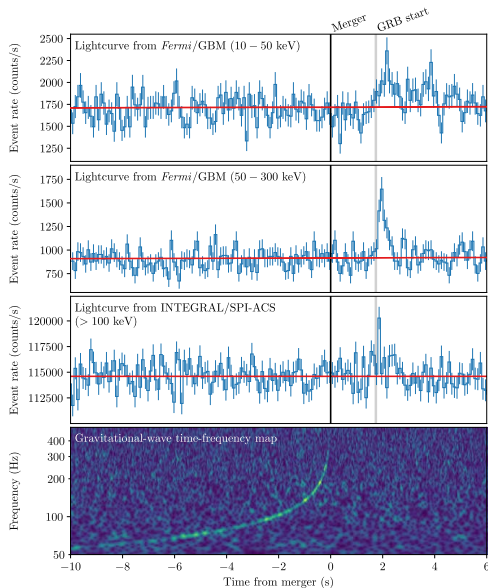 Merger
GRB start
Lightcurve from Fermi/GBM (10 − 50 keV)
2500
2250
2000
1750
1500
1250
Event rate (counts/s)
Lightcurve from Fermi/GBM (50 − 300 keV)
1750
1500
1250
1000
750
Event rate (counts/s)
Lightcurve from INTEGRAL/SPI-ACS
(> 100 keV)
120000
117500
115000
112500
Event rate (counts/s)
Gravitational-wave time-frequency map
400
300
200
100
50
Frequency (Hz)
−10 −8 −6 −4 −2 0 2 4 6
Time from merger (s)